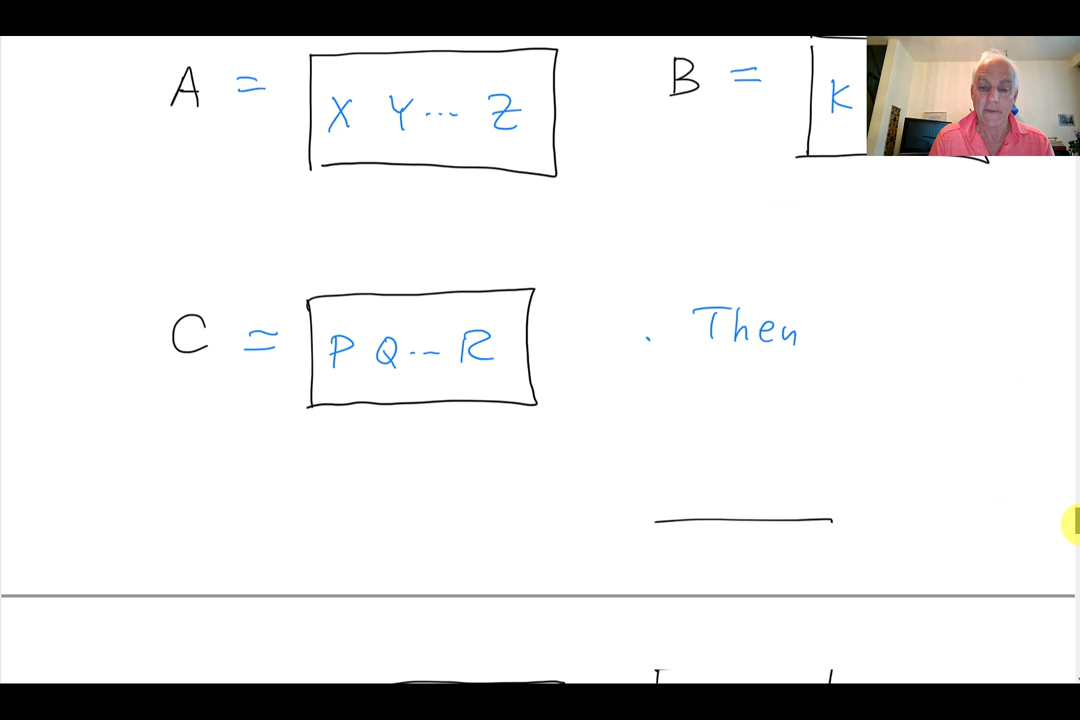 A = X Y... Z B = K
C = P Q... R . Then